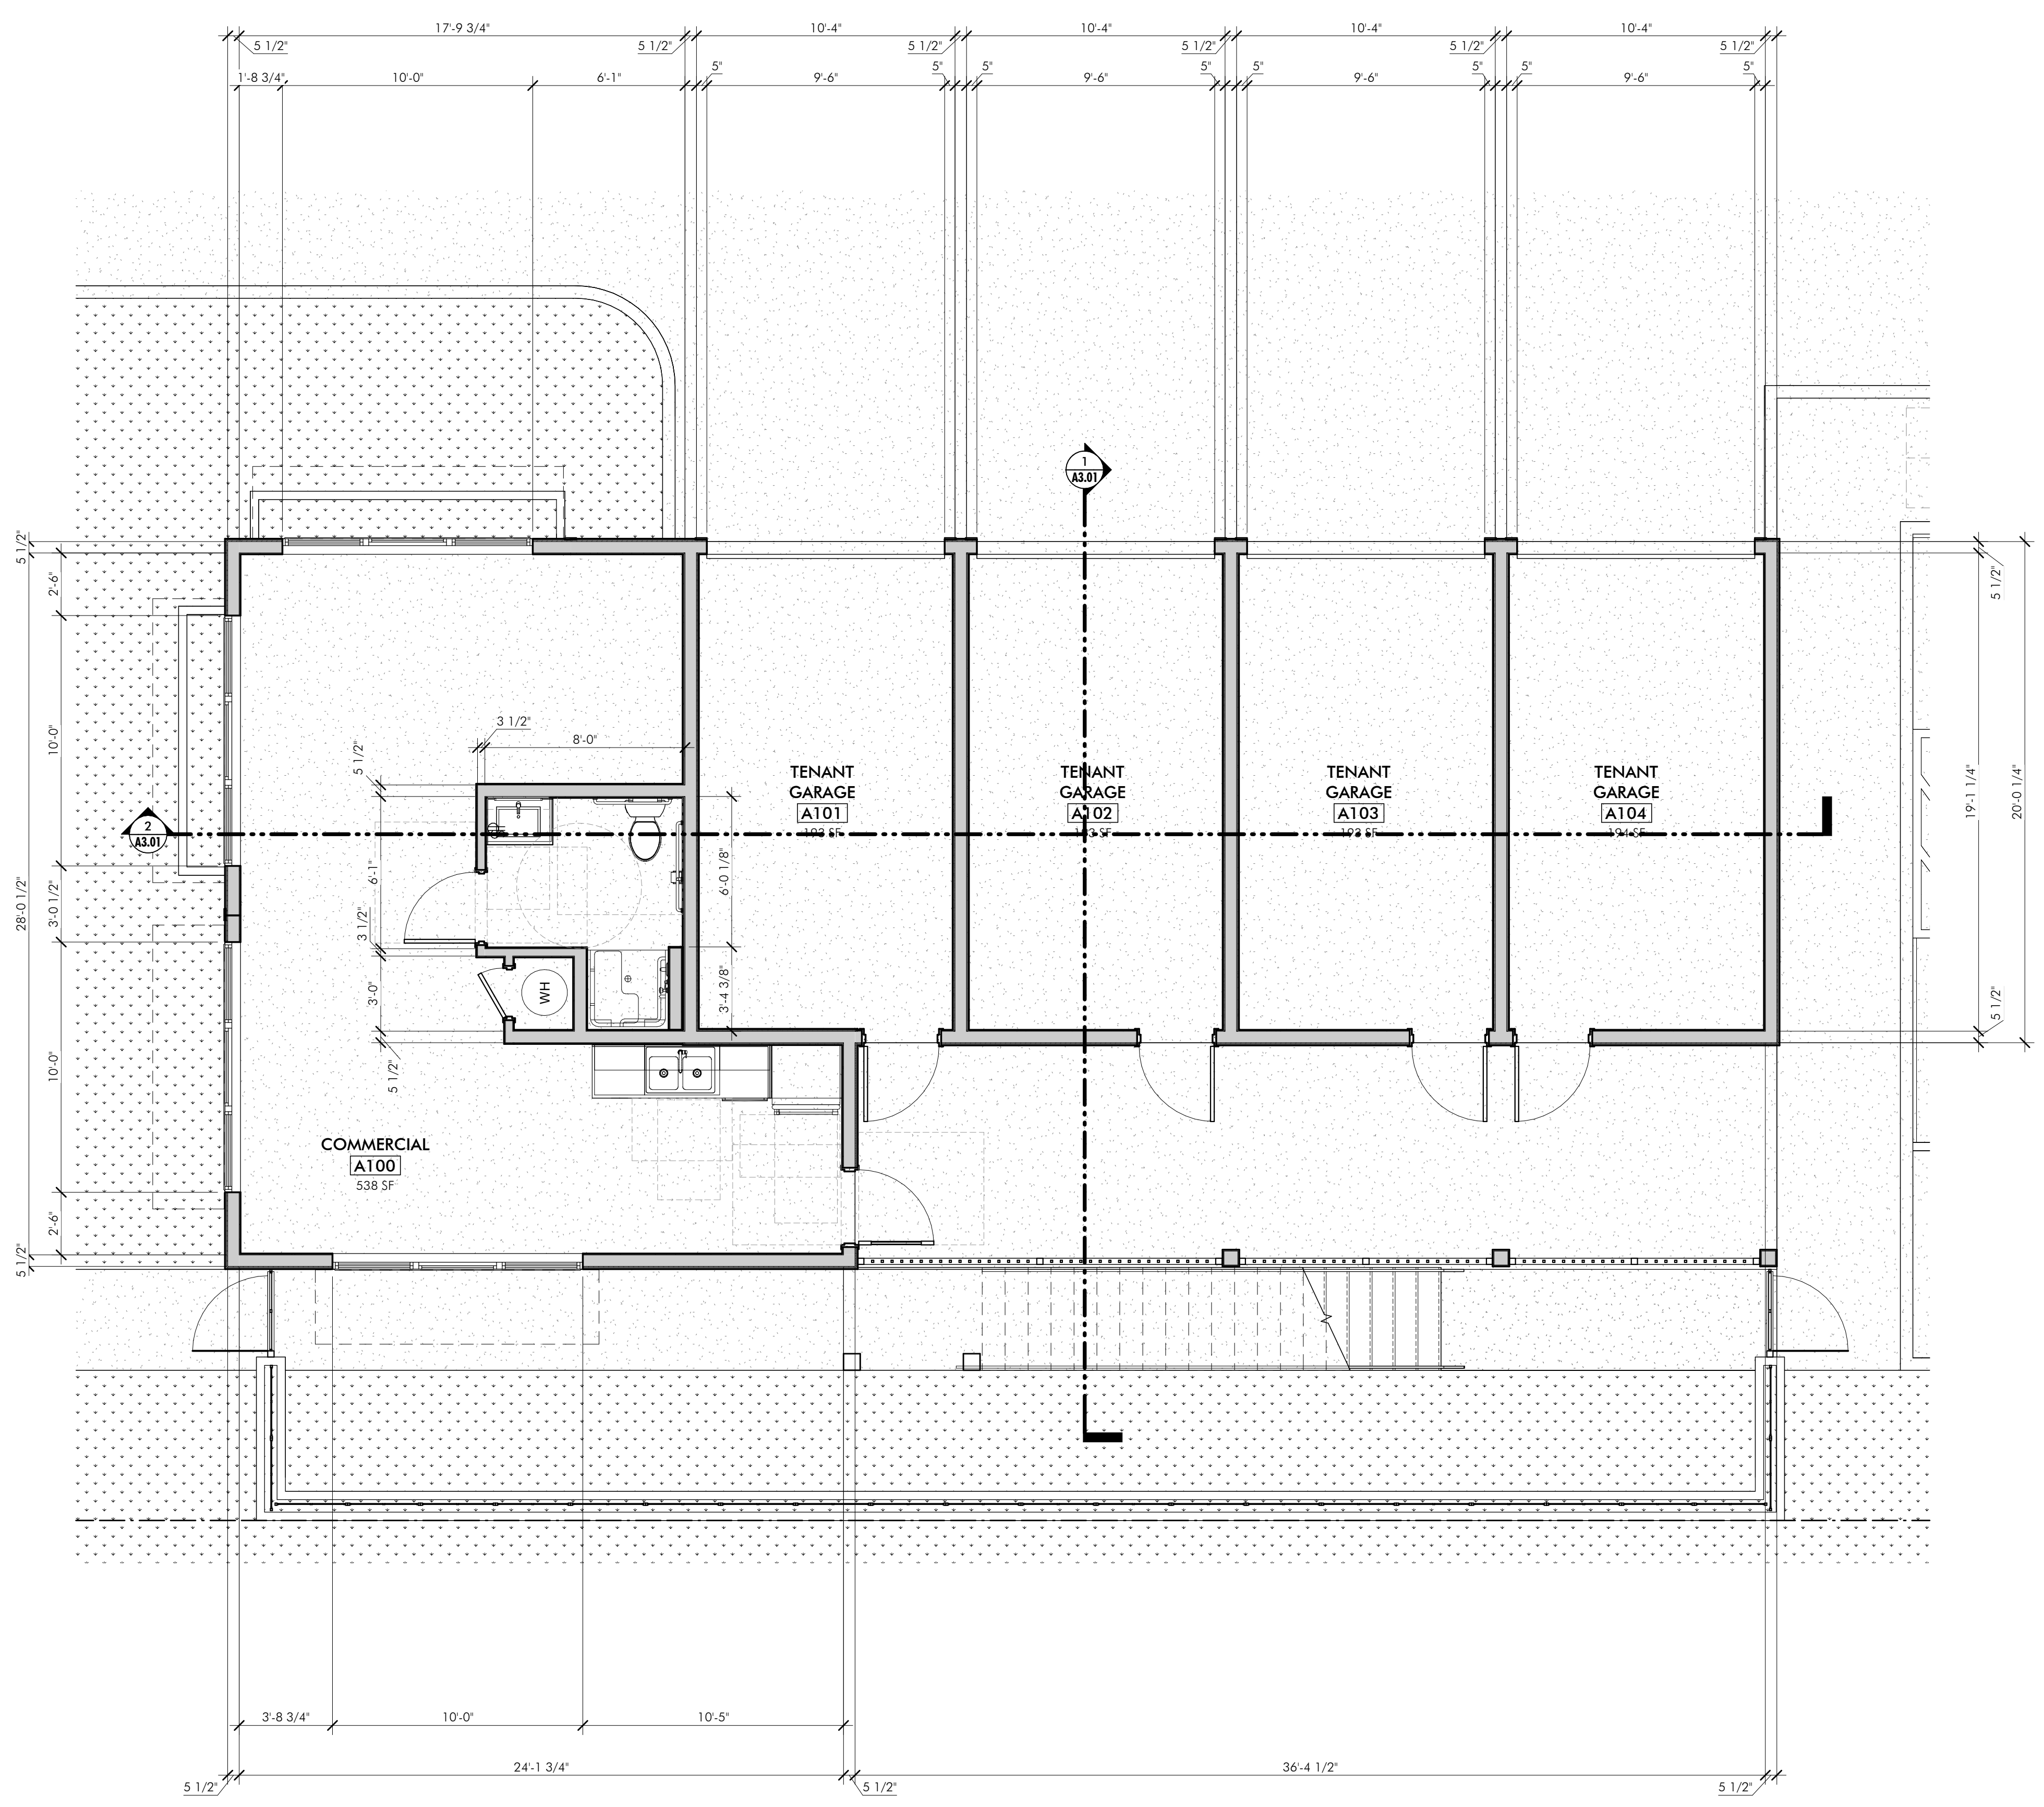 17'-9 3/4"
10'-4"
10'-4"
10'-4"
10'-4"
5 1/2"
5 1/2"
5 1/2"
5 1/2"
5 1/2"
5 1/2"
1'-8 3/4"
10'-0"
6'-1"
5"
9'-6"
5"
5"
9'-6"
5"
5"
9'-6"
5"
5"
9'-6"
5"
1
A3.01
5 1/2"
2'-6"
10'-0"
28'-0 1/2"
3'-0 1/2"
10'-0"
2'-6"
5 1/2"
5 1/2"
19'-1 1/4"
20'-0 1/4"
5 1/2"
3 1/2"
8'-0"
5 1/2"
6'-1"
3 1/2"
3'-0"
5 1/2"
6'-0 1/8"
3'-4 3/8"
TENANT
GARAGE
A101
193 SF
TENANT
GARAGE
A102
193 SF
TENANT
GARAGE
A103
193 SF
TENANT
GARAGE
A104
194 SF
2
A3.01
WH
COMMERCIAL
A100
538 SF
3'-8 3/4"
10'-0"
10'-5"
24'-1 3/4"
36'-4 1/2"
5 1/2"
5 1/2"
5 1/2"